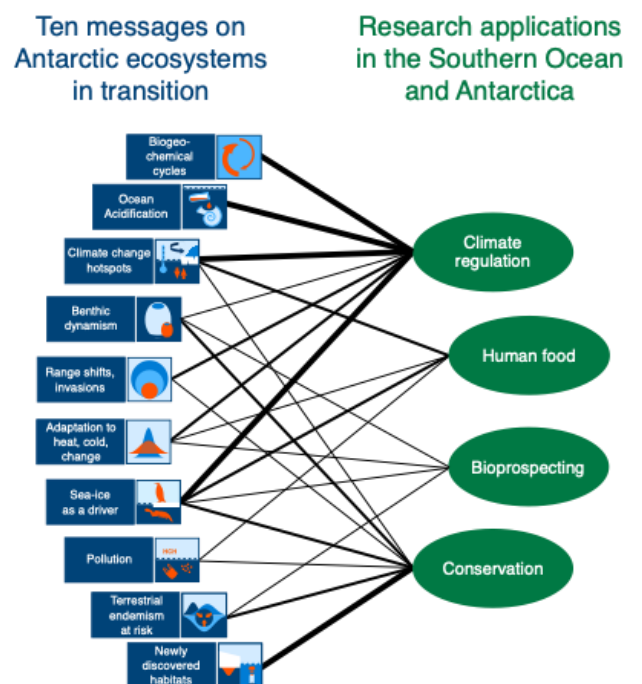 Ten messages on
Antarctic ecosystems
in transition
Research applications
in the Southern Ocean
and Antarctica
Biogeo-
chemical
cycles
Ocean
Acidification
Climate change
hotspots
Benthic
dynamism
Range shifts,
invasions
Adaptation to
heat, cold,
change
Sea-ice
as a driver
Pollution
HCH
Terrestrial
endemism
at risk
Newly
discovered
habitats
Climate
regulation
Human food
Bioprospecting
Conservation